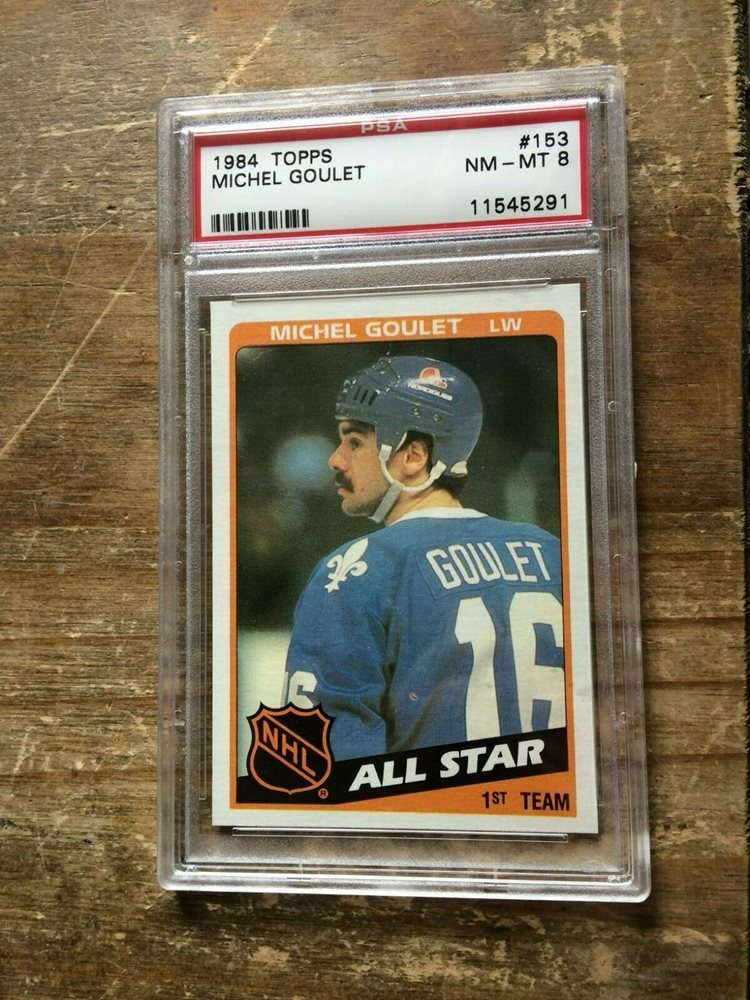 PSA
1984 TOPPS #153
MICHEL GOULET NM-MT 8
11545291
MICHEL GOULET LW
NORDIQUES
GOULET
16
16
NHL
®
ALL STAR
1ST TEAM